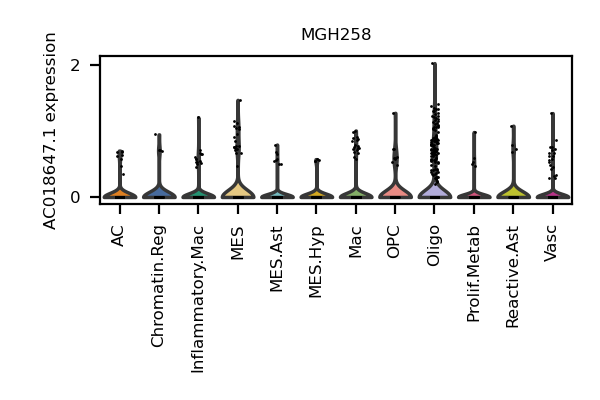 MGH258
AC018647.1 expression
2
0
AC
Chromatin.Reg
Inflammatory.Mac
MES
MES.Ast
MES.Hyp
Mac
OPC
Oligo
Prolif.Metab
Reactive.Ast
Vasc